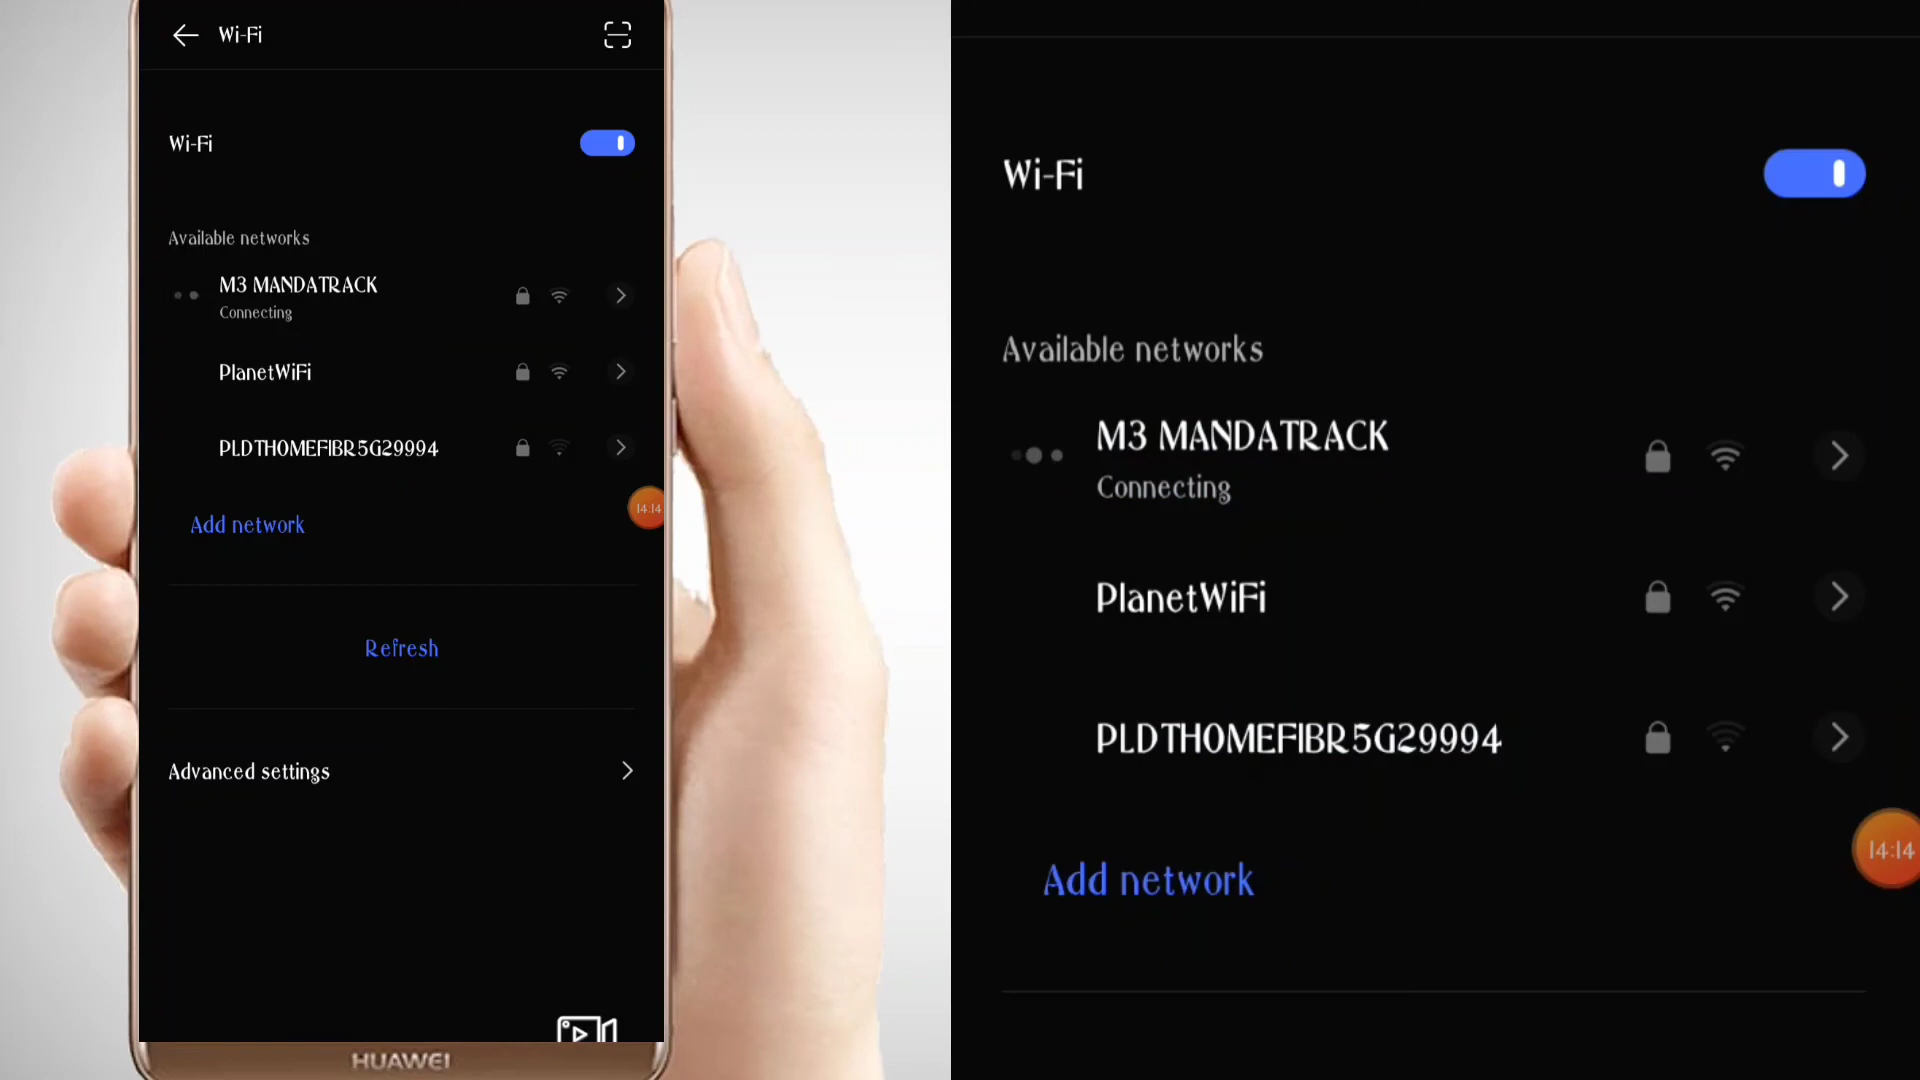 Wi-Fi
Wi-Fi
Available networks
M3 MANDATRACK
Connecting
PlanetWiFi
PLDTHOMEFIBR5G29994
14:14
Add network
Refresh
Advanced settings
HUAWEI
Wi-Fi
Available networks
M3 MANDATRACK
Connecting
PlanetWiFi
PLDTHOMEFIBR5G29994
14:14
Add network